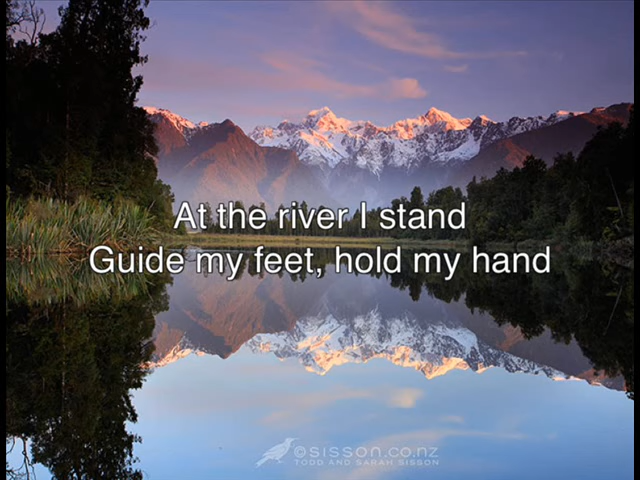 At the river I stand
Guide my feet, hold my hand
©sisson.co.nz
TODD AND SARAH SISSON